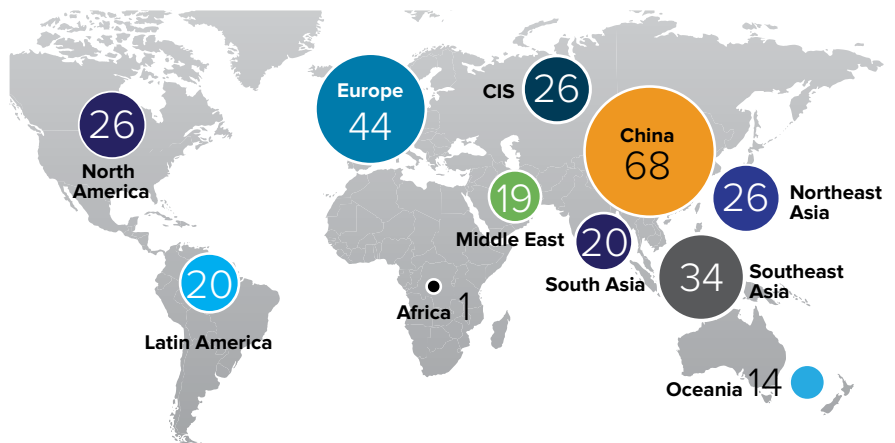 26
North
America
Europe
44
CIS
26
China
68
26
Northeast
Asia
19
Middle East
20
South Asia
34
Southeast
Asia
20
Latin America
Africa 1
Oceania 14